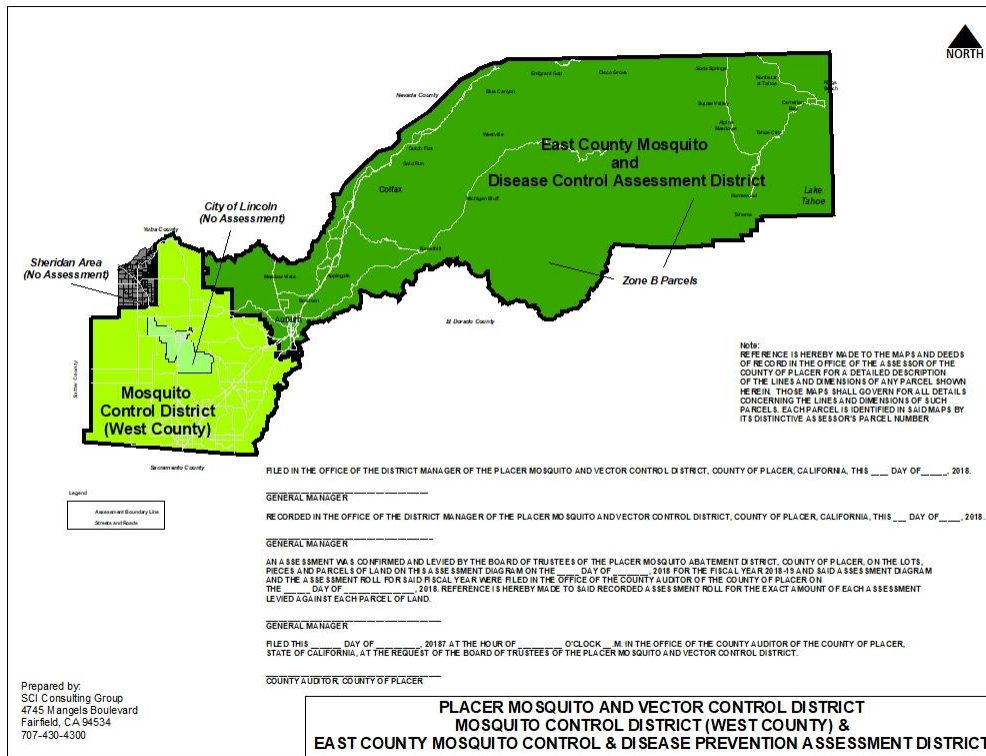 NORTH
Nevada County
Emigrant Gap
Cisco Grove
Soda Springs
Northstar
at Tahoe
Kings
Beach
Blue Canyon
Squaw Valley
Carnelian
Bay
Alpine
Meadows
Tahoe City
Westville
Dutch Flat
Gold Run
East County Mosquito
and
Disease Control Assessment District
Colfax
Michigan Bluff
Homewood
Lake
Tahoe
Tahoma
City of Lincoln
(No Assessment)
Yuba County
Sheridan Area
(No Assessment)
Foresthill
Meadow Vista
Applegate
Bowman
Auburn
Zone B Parcels
El Dorado County
Sutter County
Mosquito
Control District
(West County)
Sacramento County
Note:
REFERENCE IS HEREBY MADE TO THE MAPS AND DEEDS
OF RECORD IN THE OFFICE OF THE ASSESSOR OF THE
COUNTY OF PLACER FOR A DETAILED DESCRIPTION
OF THE LINES AND DIMENSIONS OF ANY PARCEL SHOWN
HEREIN. THOSE MAPS SHALL GOVERN FOR ALL DETAILS
CONCERNING THE LINES AND DIMENSIONS OF SUCH
PARCELS. EACH PARCEL IS IDENTIFIED IN SAID MAPS BY
ITS DISTINCTIVE ASSESSOR'S PARCEL NUMBER
Legend
Assessment Boundary Line
Streets and Roads
FILED IN THE OFFICE OF THE DISTRICT MANAGER OF THE PLACER MOSQUITO AND VECTOR CONTROL DISTRICT, COUNTY OF PLACER, CALIFORNIA, THIS ____ DAY OF______, 2018.
GENERAL MANAGER
RECORDED IN THE OFFICE OF THE DISTRICT MANAGER OF THE PLACER MOSQUITO AND VECTOR CONTROL DISTRICT, COUNTY OF PLACER, CALIFORNIA, THIS ___ DAY OF_____, 2018.
GENERAL MANAGER
AN ASSESSMENT WAS CONFIRMED AND LEVIED BY THE BOARD OF TRUSTEES OF THE PLACER MOSQUITO ABATEMENT DISTRICT, COUNTY OF PLACER, ON THE LOTS,
PIECES AND PARCELS OF LAND ON THIS ASSESSMENT DIAGRAM ON THE _____ DAY OF ________, 2018 FOR THE FISCAL YEAR 2018-19 AND SAID ASSESSMENT DIAGRAM
AND THE ASSESSMENT ROLL FOR SAID FISCAL YEAR WERE FILED IN THE OFFICE OF THE COUNTY AUDITOR OF THE COUNTY OF PLACER ON
THE ______ DAY OF _______________, 2018. REFERENCE IS HEREBY MADE TO SAID RECORDED ASSESSMENT ROLL FOR THE EXACT AMOUNT OF EACH ASSESSMENT
LEVIED AGAINST EACH PARCEL OF LAND.
GENERAL MANAGER
FILED THIS _______ DAY OF __________, 20187 AT THE HOUR OF __________ O'CLOCK __.M. IN THE OFFICE OF THE COUNTY AUDITOR OF THE COUNTY OF PLACER,
STATE OF CALIFORNIA, AT THE REQUEST OF THE BOARD OF TRUSTEES OF THE PLACER MOSQUITO AND VECTOR CONTROL DISTRICT.
COUNTY AUDITOR, COUNTY OF PLACER
Prepared by:
SCI Consulting Group
4745 Mangels Boulevard
Fairfield, CA 94534
707-430-4300
PLACER MOSQUITO AND VECTOR CONTROL DISTRICT
MOSQUITO CONTROL DISTRICT (WEST COUNTY) &
EAST COUNTY MOSQUITO CONTROL & DISEASE PREVENTION ASSESSMENT DISTRICT